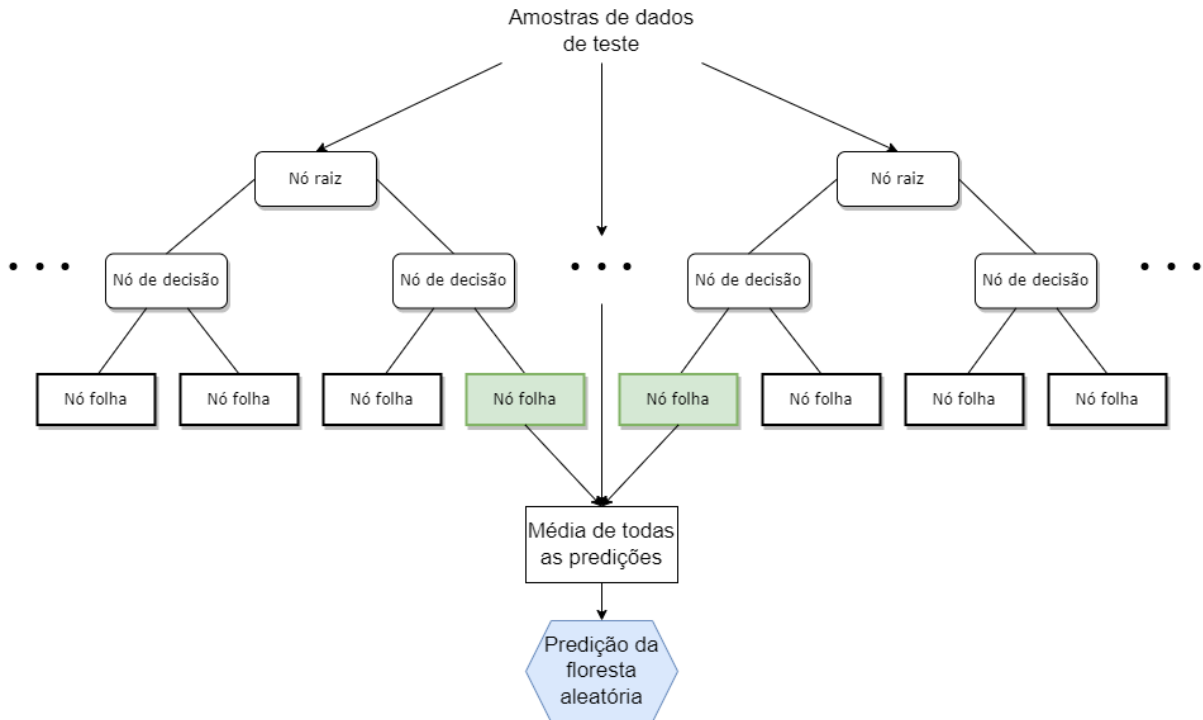 Amostras de dados
de teste
Nó raiz
Nó raiz
Nó de decisão
Nó de decisão
Nó de decisão
Nó de decisão
Nó folha
Nó folha
Nó folha
Nó folha
Nó folha
Nó folha
Nó folha
Nó folha
Média de todas
as predições
Predição da
floresta
aleatória